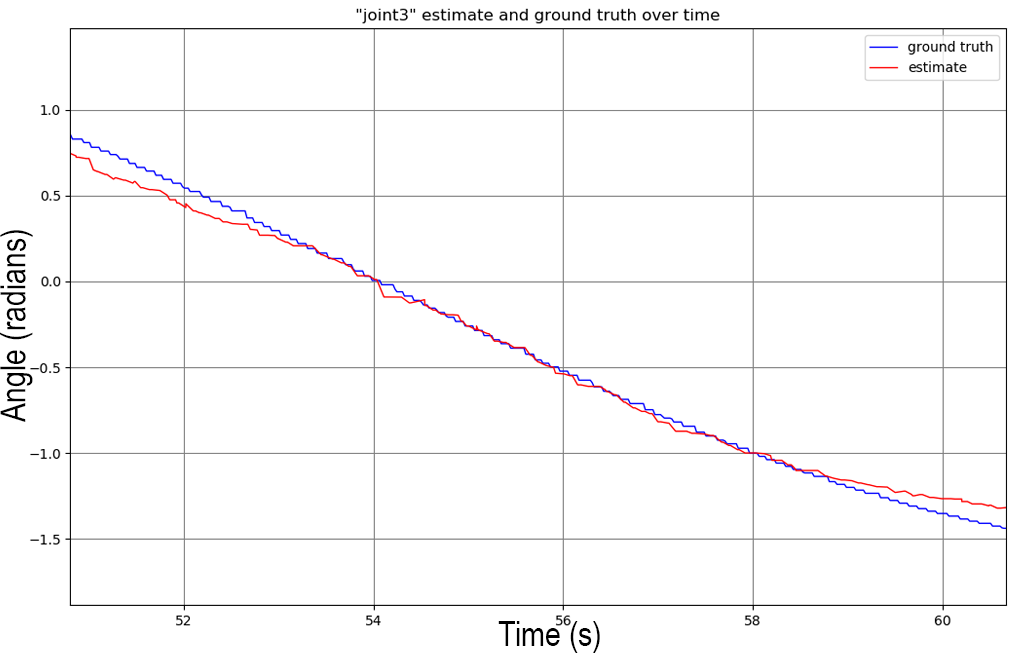 "joint3" estimate and ground truth over time
ground truth
estimate
1.0
0.5
0.0
−0.5
−1.0
−1.5
Angle (radians)
52
54
56
58
60
Time (s)